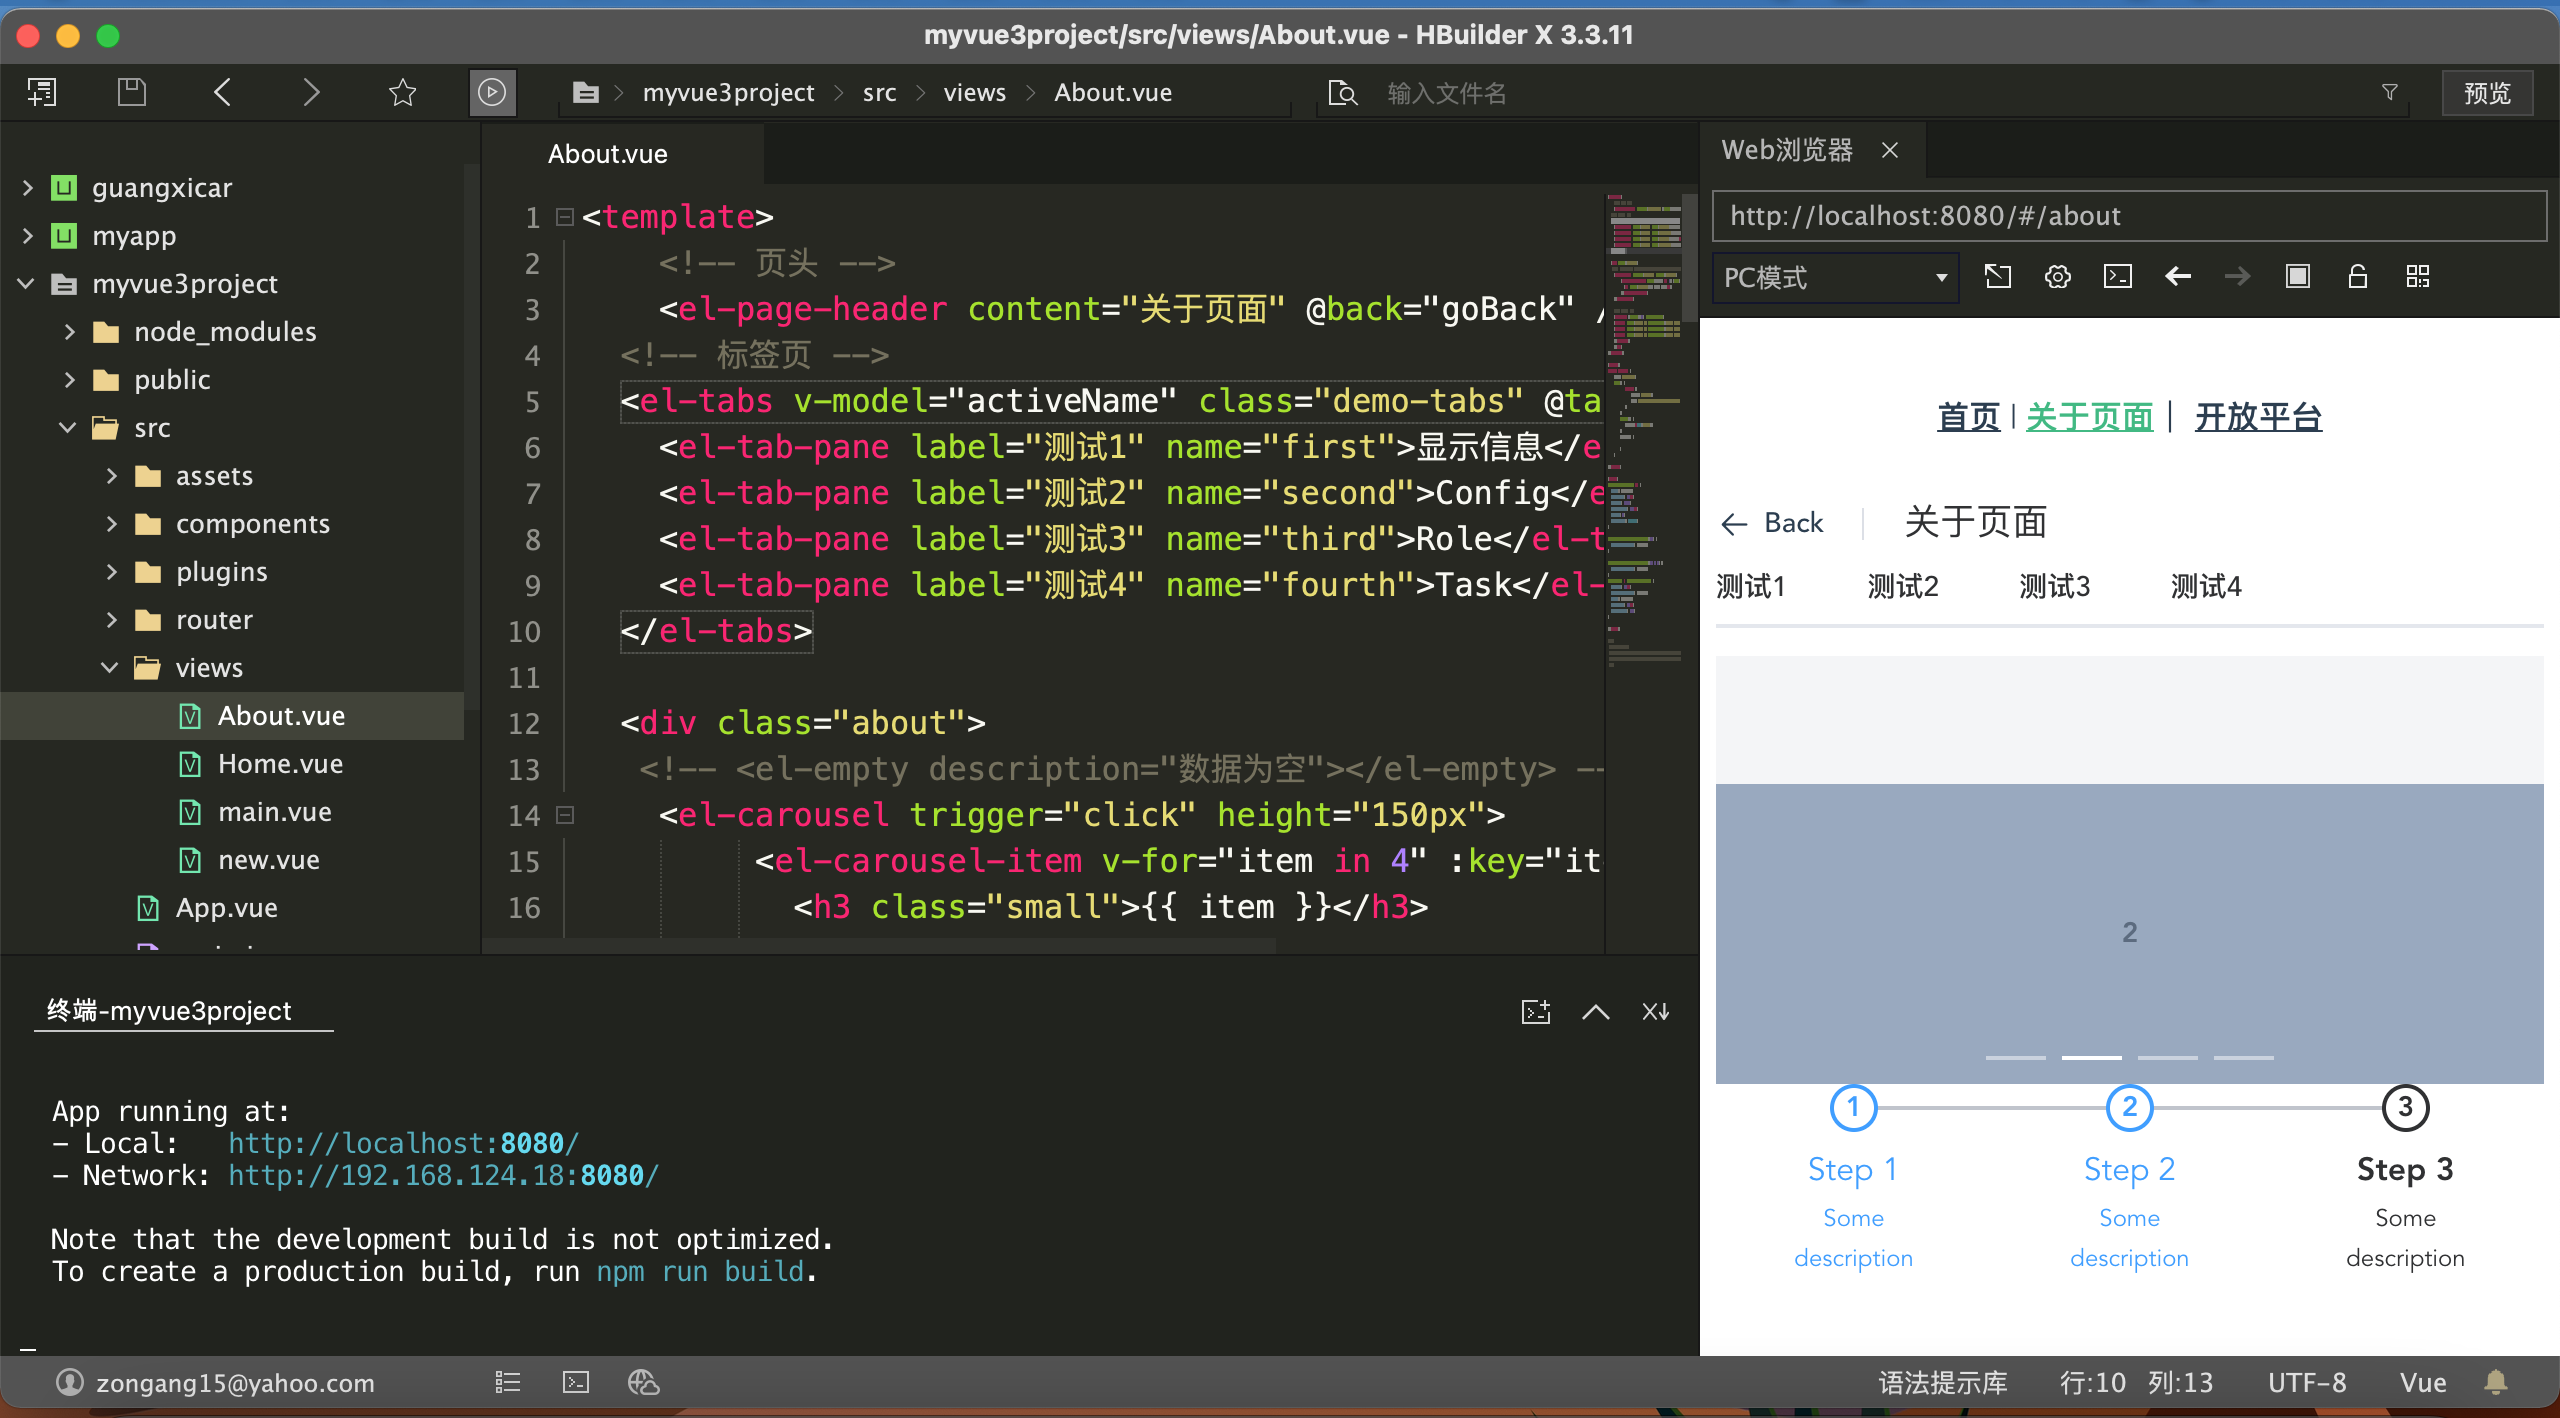 myvue3project/src/views/About.vue - HBuilder X 3.3.11
myvue3project
src
views
About.vue
输入文件名
预览
guangxicar
myapp
myvue3project
node_modules
public
src
assets
components
plugins
router
views
About.vue
Home.vue
main.vue
new.vue
App.vue
About.vue
1 <template>
2 <!-- 页头 -->
3 <el-page-header content="关于页面" @back="goBack" /
4 <!-- 标签页 -->
5 <el-tabs v-model="activeName" class="demo-tabs" @ta
6 <el-tab-pane label="测试1" name="first">显示信息</e
7 <el-tab-pane label="测试2" name="second">Config</e
8 <el-tab-pane label="测试3" name="third">Role</el-t
9 <el-tab-pane label="测试4" name="fourth">Task</el-
10 </el-tabs>
11
12 <div class="about">
13 <!-- <el-empty description="数据为空"></el-empty> --
14 <el-carousel trigger="click" height="150px">
15 <el-carousel-item v-for="item in 4" :key="it
16 <h3 class="small">{{ item }}</h3>
Web浏览器
http://localhost:8080/#/about
PC模式
首页 | 关于页面 | 开放平台
Back | 关于页面
测试1 测试2 测试3 测试4
2
1 2 3
Step 1 Step 2 Step 3
Some Some Some
description description description
终端-myvue3project
App running at:
- Local: http://localhost:8080/
- Network: http://192.168.124.18:8080/
Note that the development build is not optimized.
To create a production build, run npm run build.
zongang15@yahoo.com
语法提示库
行:10 列:13
UTF-8
Vue